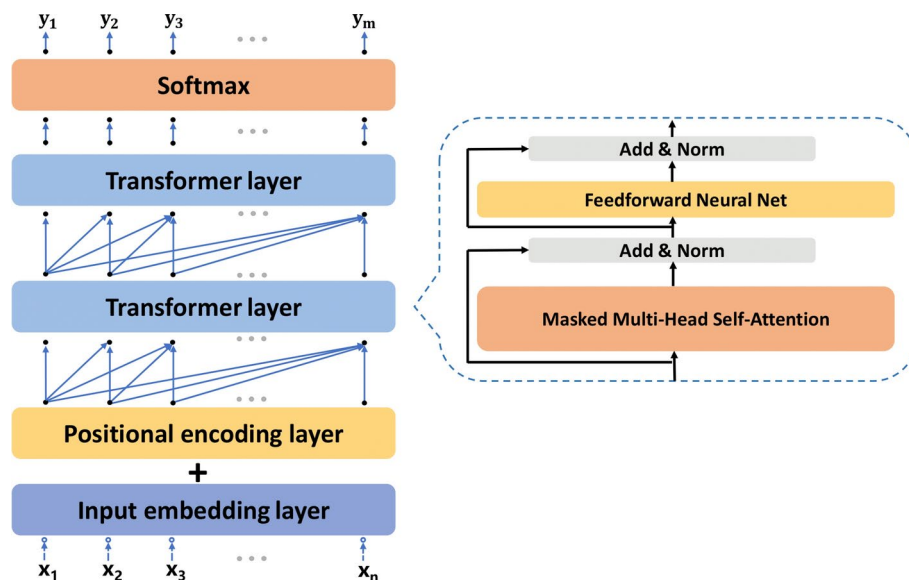 y₁ y₂ y₃ ... yₘ
Softmax
Transformer layer
Transformer layer
Positional encoding layer
+
Input embedding layer
x₁ x₂ x₃ ... xₙ
Add & Norm
Feedforward Neural Net
Add & Norm
Masked Multi-Head Self-Attention